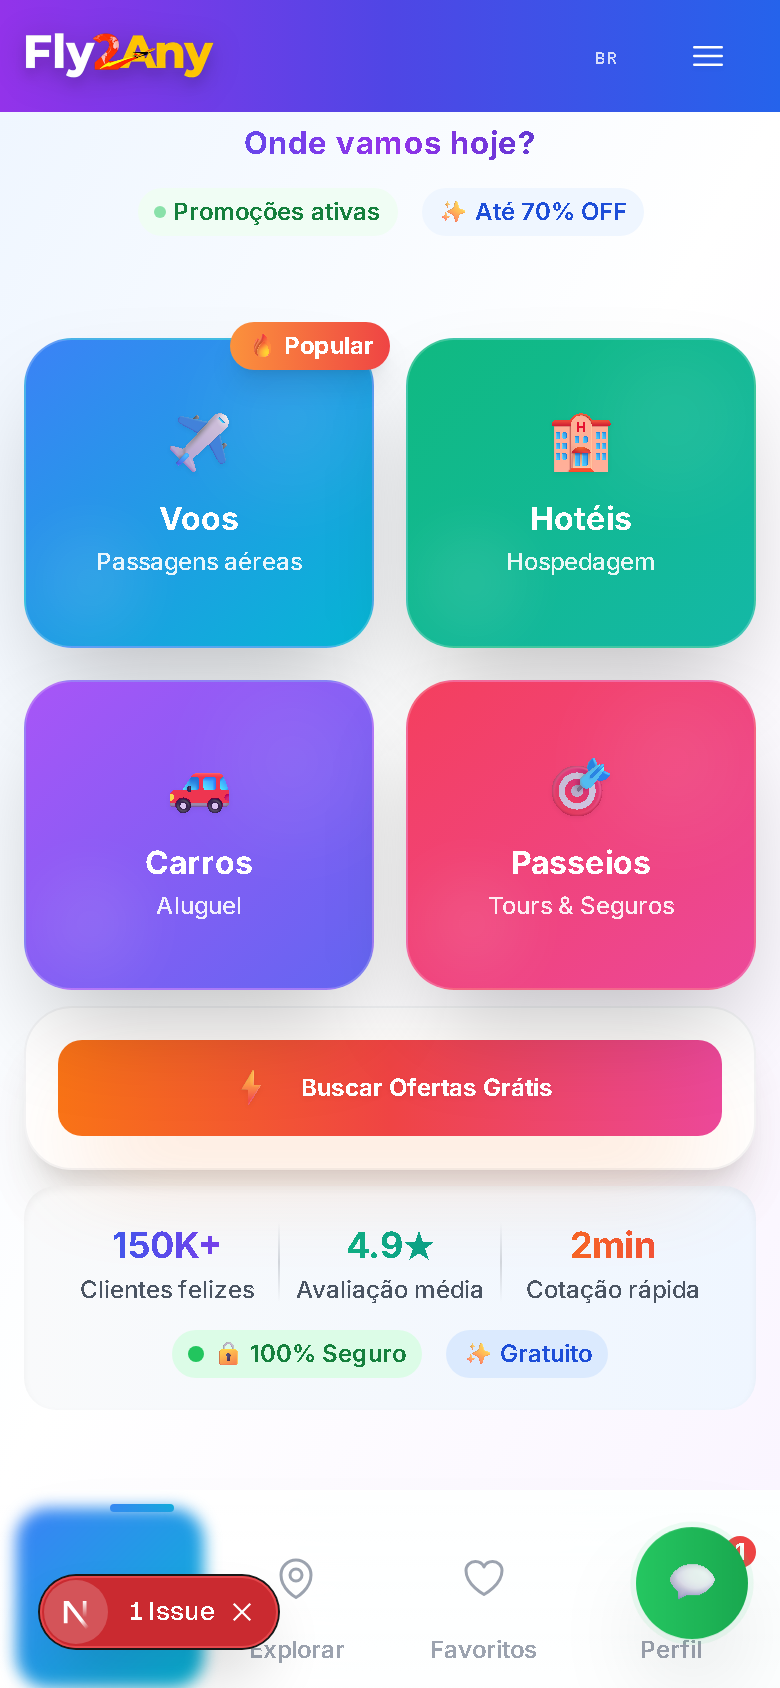 Fly2Any
BR
Onde vamos hoje?
Promoções ativas
Até 70% OFF
Popular
Voos
Passagens aéreas
H
Hotéis
Hospedagem
Carros
Aluguel
Passeios
Tours & Seguros
Buscar Ofertas Grátis
150K+
Clientes felizes
4.9★
Avaliação média
2min
Cotação rápida
100% Seguro
Gratuito
N
1 Issue
Explorar
Favoritos
1
Perfil